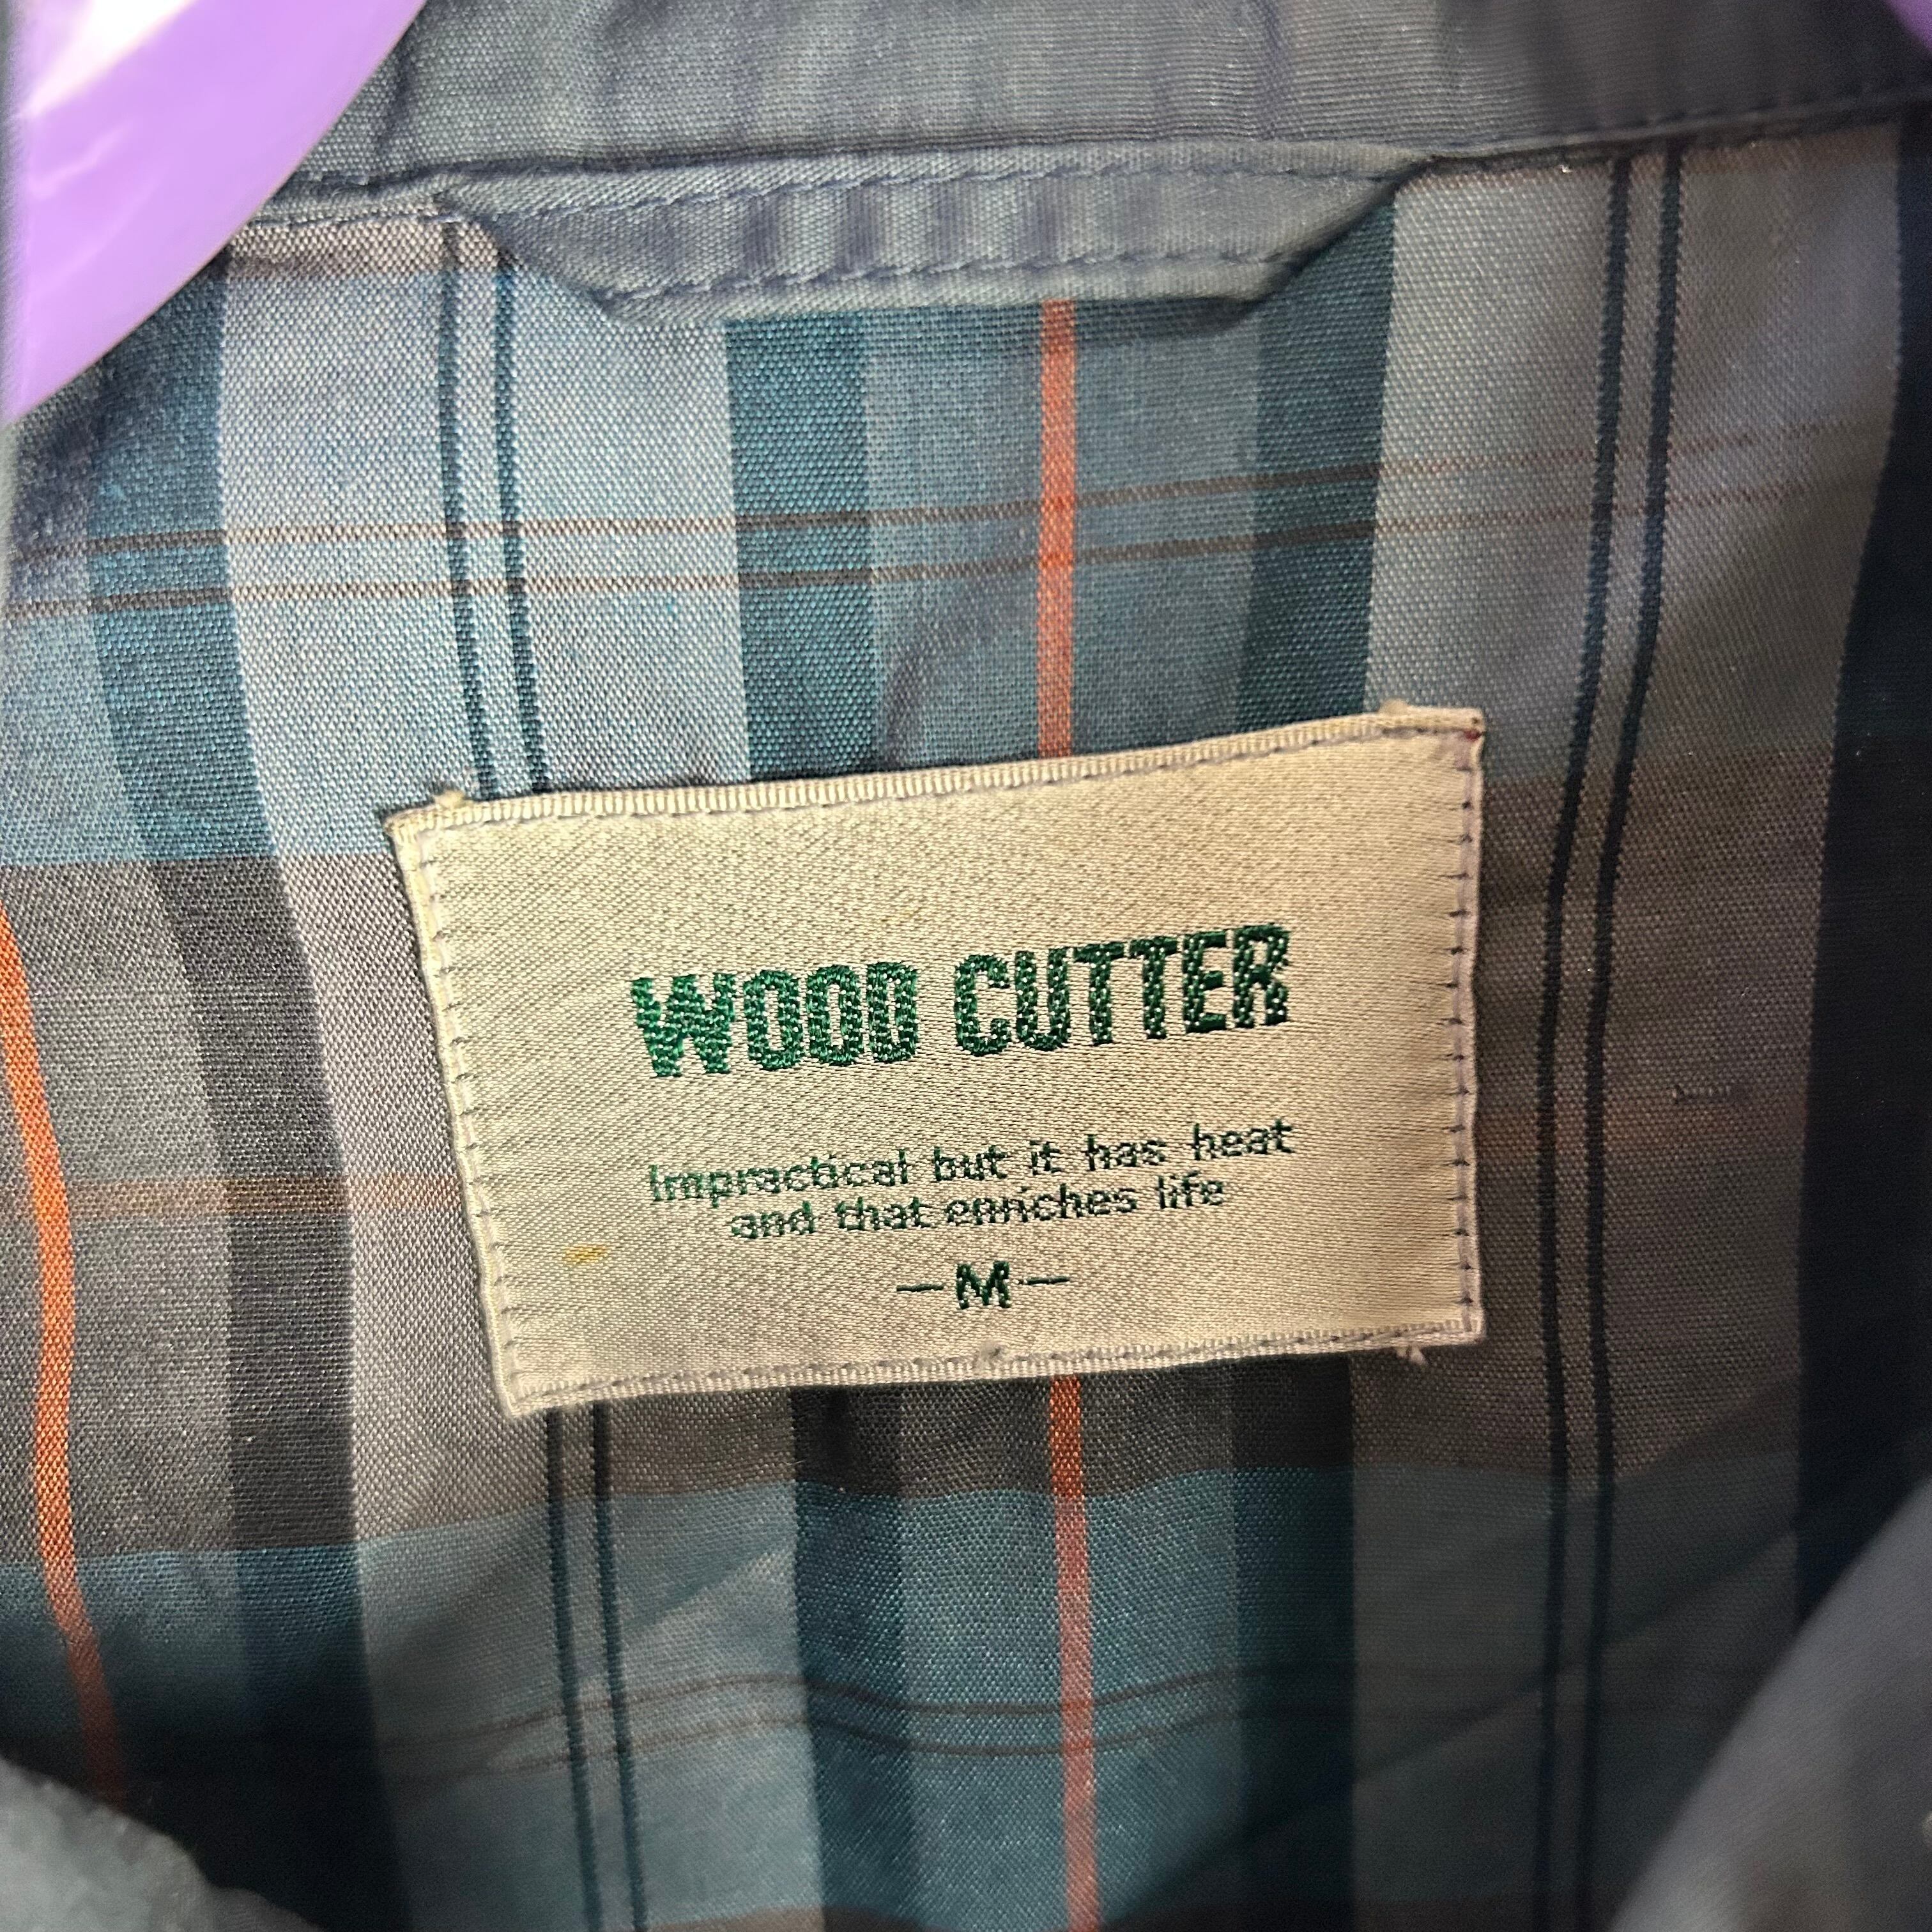 WOOD CUTTER
Impractical but it has heat
and that enriches life
-M-